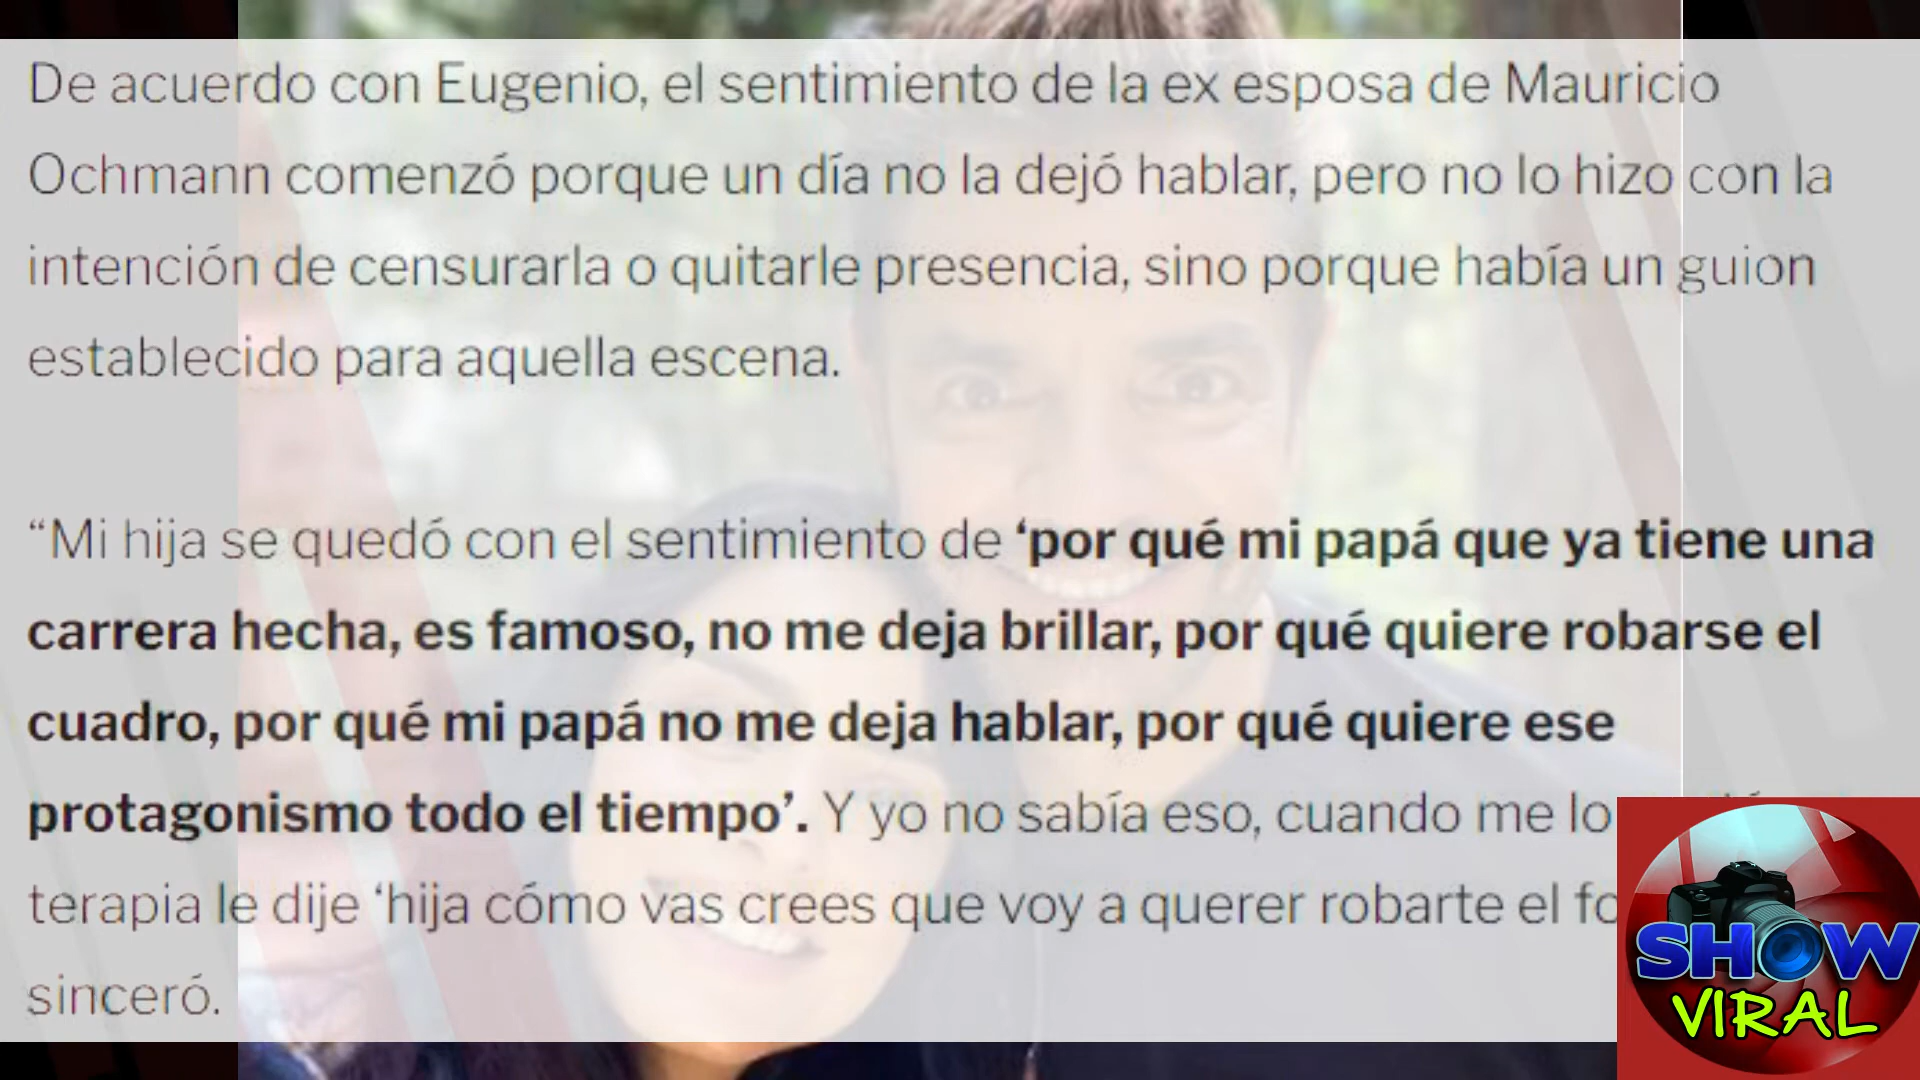 De acuerdo con Eugenio, el sentimiento de la ex esposa de Mauricio
Ochmann comenzó porque un día no la dejó hablar, pero no lo hizo con la
intención de censurarla o quitarle presencia, sino porque había un guion
establecido para aquella escena.
“Mi hija se quedó con el sentimiento de ‘por qué mi papá que ya tiene una
carrera hecha, es famoso, no me deja brillar, por qué quiere robarse el
cuadro, por qué mi papá no me deja hablar, por qué quiere ese
protagonismo todo el tiempo’. Y yo no sabía eso, cuando me lo
terapia le dije ‘hija cómo vas crees que voy a querer robarte el
sinceró.
SHOW
VIRAL